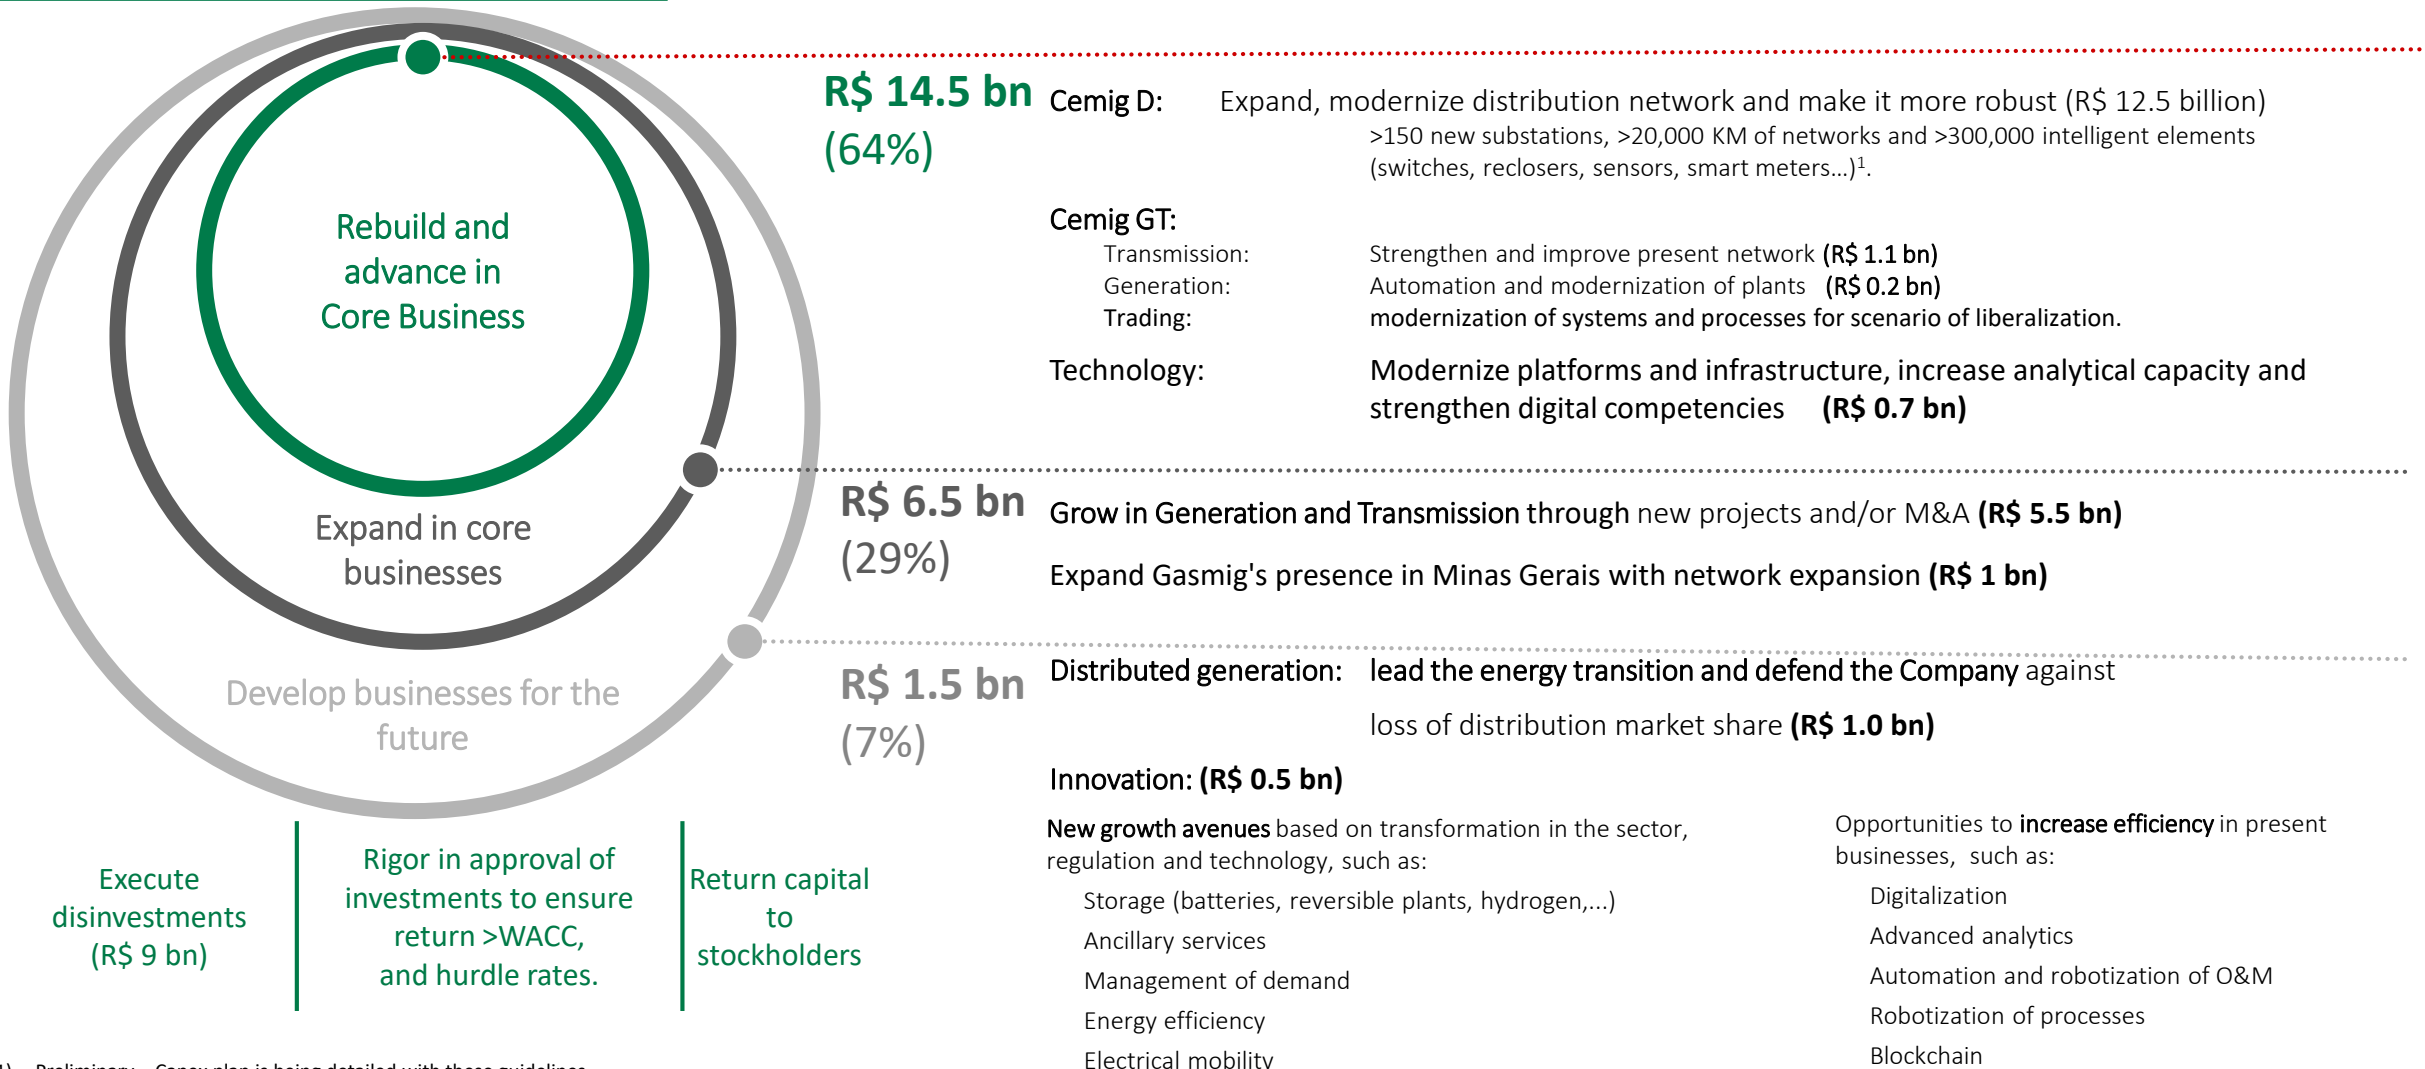 Rebuild and
advance in
Core Business
Expand in core
businesses
Develop businesses for the
future
R$ 14.5 bn
(64%)
Cemig D: Expand, modernize distribution network and make it more robust (R$ 12.5 billion)
>150 new substations, >20,000 KM of networks and >300,000 intelligent elements
(switches, reclosers, sensors, smart meters…)¹.
Cemig GT:
Transmission: Strengthen and improve present network (R$ 1.1 bn)
Generation: Automation and modernization of plants (R$ 0.2 bn)
Trading: modernization of systems and processes for scenario of liberalization.
Technology: Modernize platforms and infrastructure, increase analytical capacity and
strengthen digital competencies (R$ 0.7 bn)
R$ 6.5 bn
(29%)
Grow in Generation and Transmission through new projects and/or M&A (R$ 5.5 bn)
Expand Gasmig's presence in Minas Gerais with network expansion (R$ 1 bn)
R$ 1.5 bn
(7%)
Distributed generation: lead the energy transition and defend the Company against
loss of distribution market share (R$ 1.0 bn)
Innovation: (R$ 0.5 bn)
New growth avenues based on transformation in the sector,
regulation and technology, such as:
Storage (batteries, reversible plants, hydrogen,...)
Ancillary services
Management of demand
Energy efficiency
Electrical mobility
Opportunities to increase efficiency in present
businesses, such as:
Digitalization
Advanced analytics
Automation and robotization of O&M
Robotization of processes
Blockchain
Execute
disinvestments
(R$ 9 bn)
Rigor in approval of
investments to ensure
return >WACC,
and hurdle rates.
Return capital
to
stockholders
Preliminary – Capex plan is being detailed with these guidelines